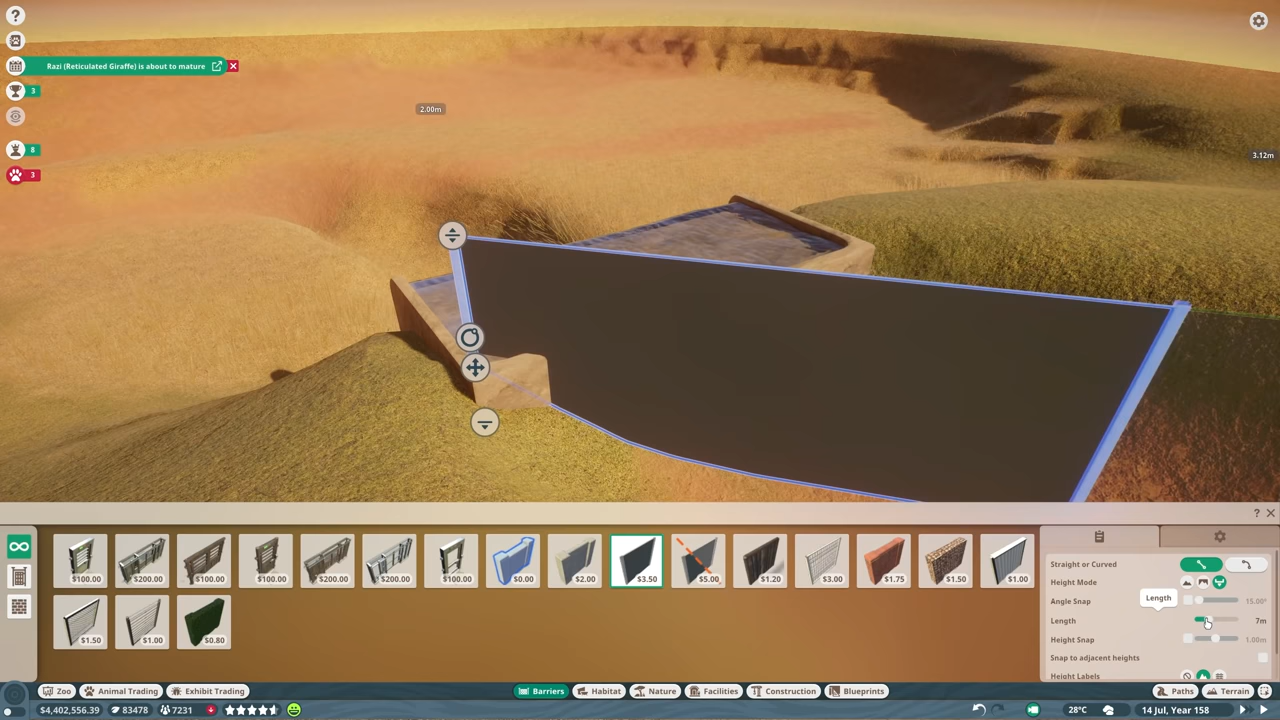 ?
Razi (Reticulated Giraffe) is about to mature
3
8
3
2.00m
3.12m
?
$100.00
$200.00
$100.00
$100.00
$200.00
$200.00
$100.00
$0.00
$2.00
$3.50
$5.00
$1.20
$3.00
$1.75
$1.50
$1.00
$1.50
$1.00
$0.80
Straight or Curved
Height Mode
Angle Snap
15.00°
Length
Length
7m
Height Snap
1.00m
Snap to adjacent heights
Height Labels
Zoo
Animal Trading
Exhibit Trading
Barriers
Habitat
Nature
Facilities
Construction
Blueprints
Paths
Terrain
$4,402,556.39
83478
7231
28°C
14 Jul, Year 158